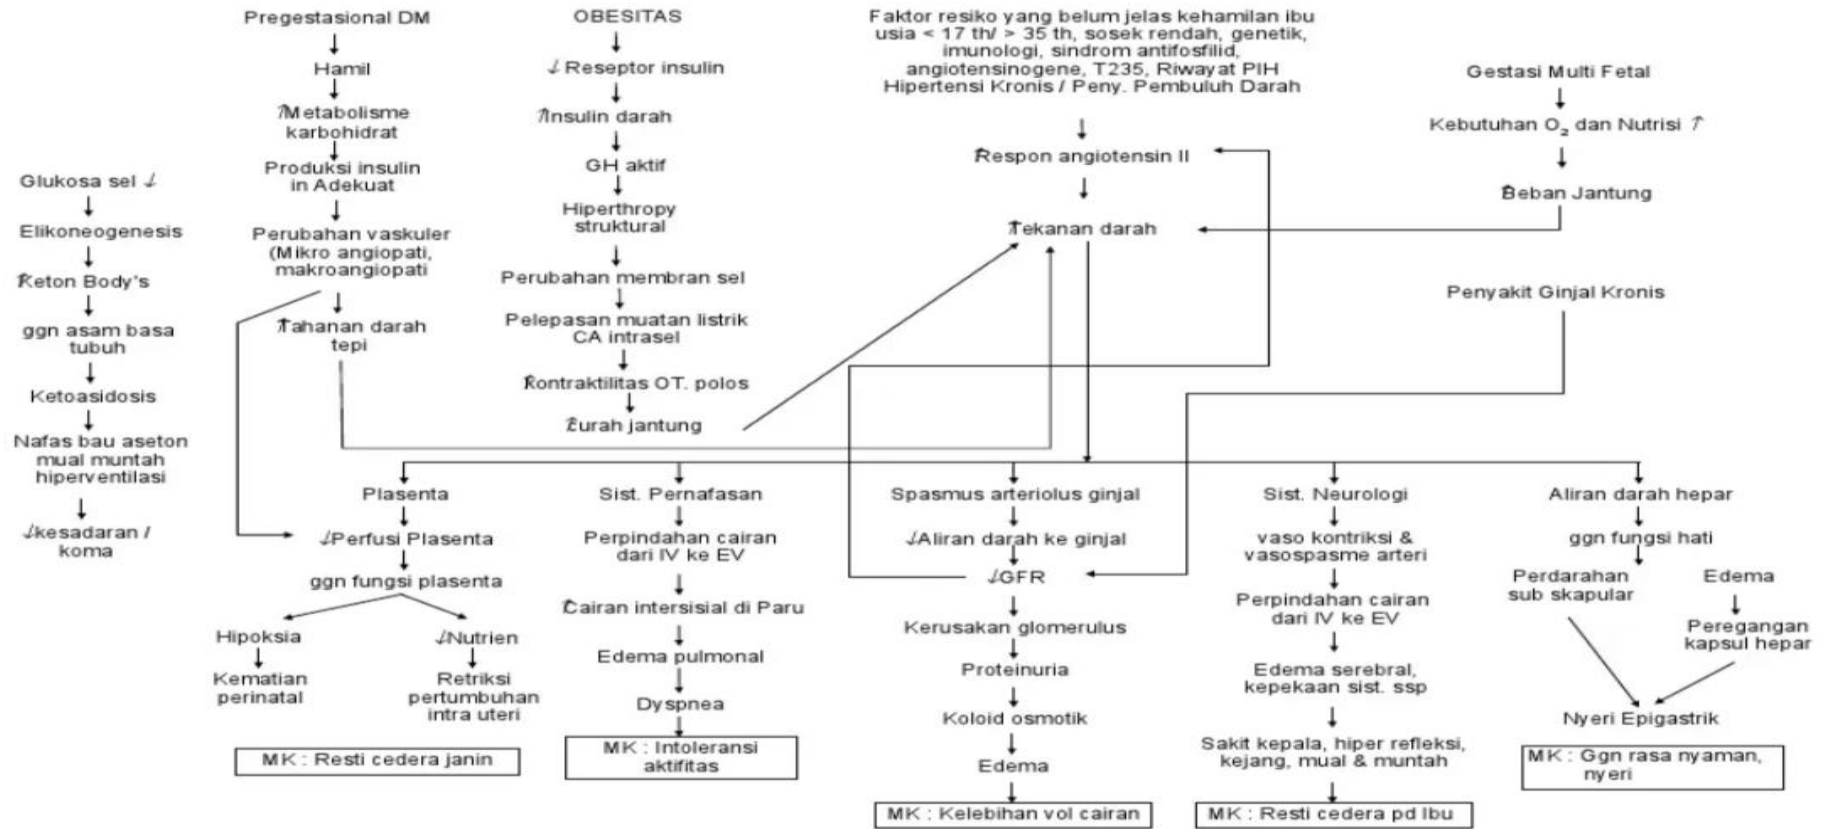 Pregestasional DM
Hamil
↑Metabolisme
karbohidrat
Produksi insulin
in Adekuat
Perubahan vaskuler
(Mikro angiopati,
makroangiopati
↑Tahanan darah
tepi
Glukosa sel ↓
Elikoneogenesis
↑Keton Body's
ggn asam basa
tubuh
Ketoasidosis
Nafas bau aseton
mual muntah
hiperventilasi
↓kesadaran /
koma
OBESITAS
↓Reseptor insulin
↑Insulin darah
GH aktif
Hiperthropy
struktural
Perubahan membran sel
Pelepasan muatan listrik
CA intrasel
↑Kontraktilitas OT. polos
↑Curah jantung
Faktor resiko yang belum jelas kehamilan ibu
usia < 17 th/ > 35 th, sosek rendah, genetik,
imunologi, sindrom antifosfilid,
angiotensinogene, T235, Riwayat PIH
Hipertensi Kronis / Peny. Pembuluh Darah
↑Respon angiotensin II
↑Tekanan darah
Gestasi Multi Fetal
Kebutuhan O₂ dan Nutrisi ↑
↑Beban Jantung
Penyakit Ginjal Kronis
Plasenta
↓Perfusi Plasenta
ggn fungsi plasenta
Hipoksia
Kematian
perinatal
↓Nutrien
Retriksi
pertumbuhan
intra uteri
MK : Resti cedera janin
Sist. Pernafasan
Perpindahan cairan
dari IV ke EV
↑Cairan intersisial di Paru
Edema pulmonal
Dyspnea
MK : Intoleransi
aktifitas
Spasmus arteriolus ginjal
↓Aliran darah ke ginjal
↓GFR
Kerusakan glomerulus
Proteinuria
Koloid osmotik
Edema
MK : Kelebihan vol cairan
Sist. Neurologi
vaso kontriksi &
vasospasme arteri
Perpindahan cairan
dari IV ke EV
Edema serebral,
kepekaan sist. ssp
Sakit kepala, hiper refleksi,
kejang, mual & muntah
MK : Resti cedera pd Ibu
Aliran darah hepar
ggn fungsi hati
Perdarahan
sub skapular
Edema
Peregangan
kapsul hepar
Nyeri Epigastrik
MK : Ggn rasa nyaman,
nyeri